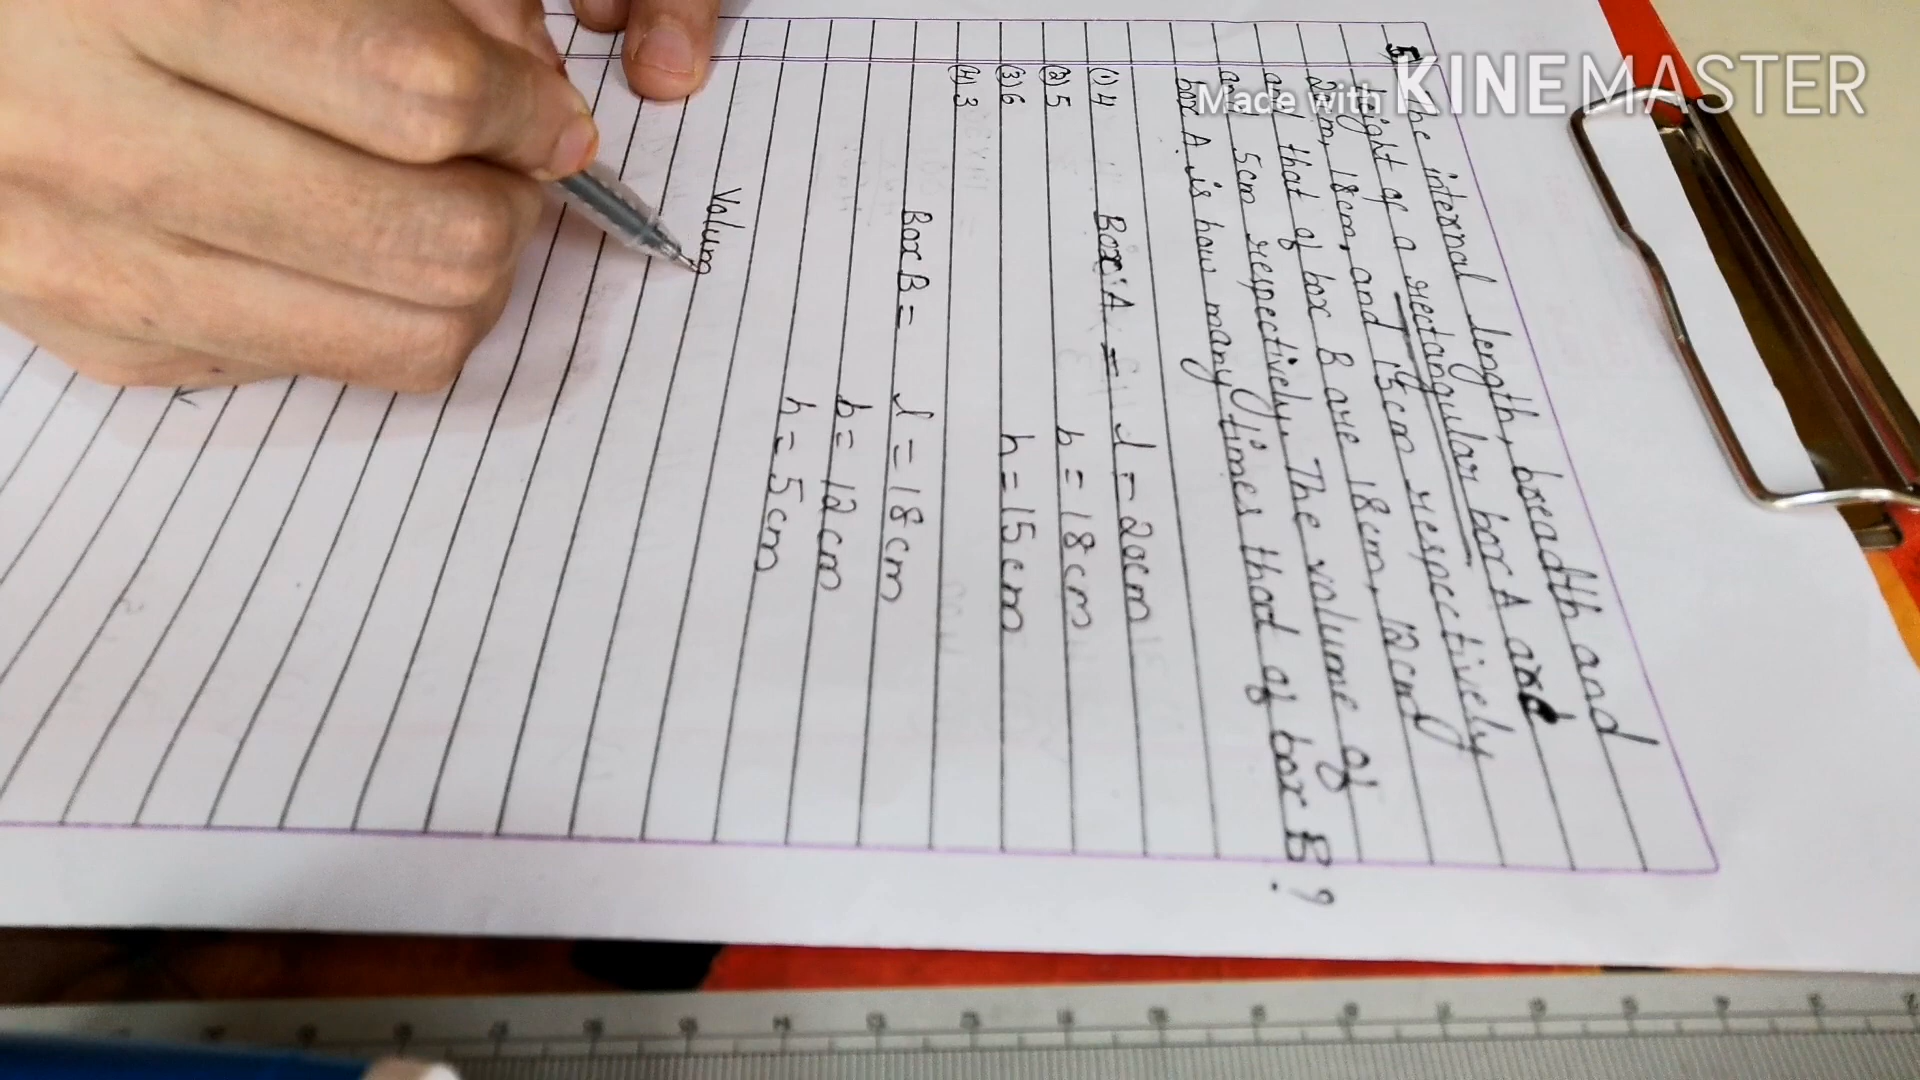 Made with KINEMASTER
5 The internal length, breadth and
height of a rectangular box A and
20cm, 18cm, and 15cm respectively
and that of box B are 18cm, 12cm
and 5cm respectively. The volume of
box A is how many times that of box B?
(1) 4
(2) 5
(3) 6
(4) 3
Box A = l = 20cm
b = 18cm
h = 15cm
Box B = l = 18cm
b = 12cm
h = 5cm
Volum